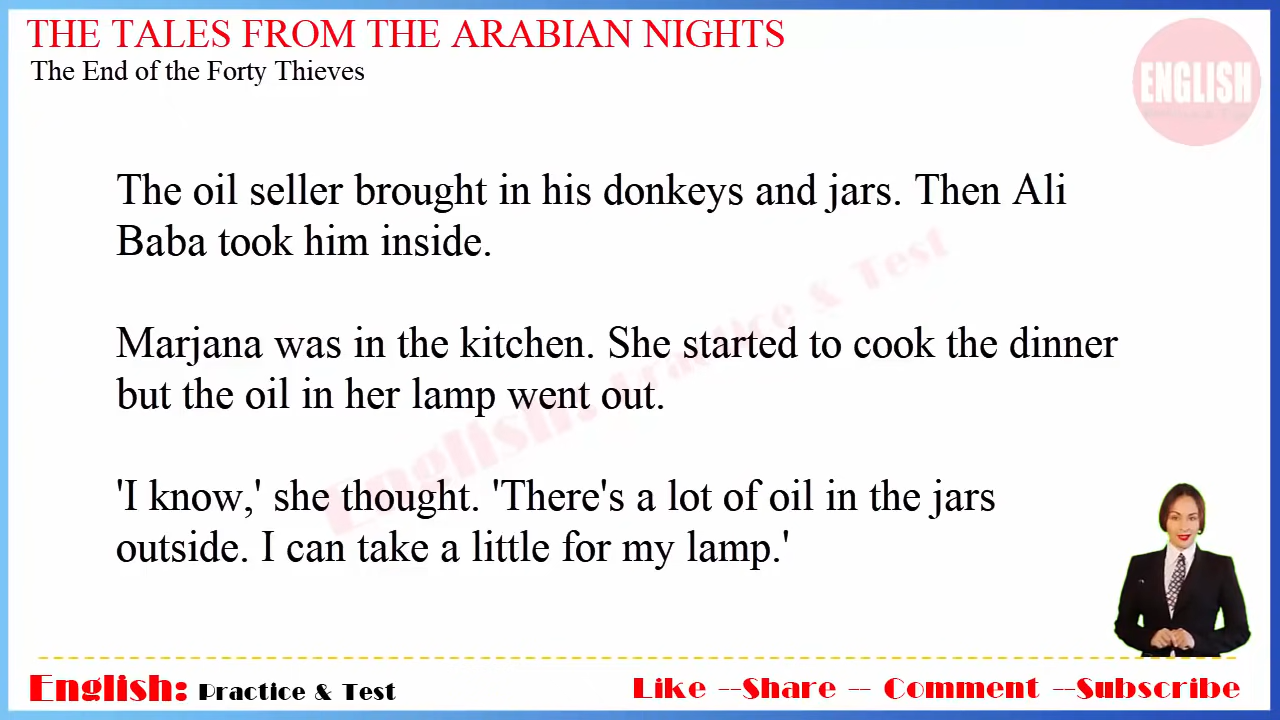 THE TALES FROM THE ARABIAN NIGHTS
The End of the Forty Thieves
ENGLISH
The oil seller brought in his donkeys and jars. Then Ali
Baba took him inside.
Marjana was in the kitchen. She started to cook the dinner
but the oil in her lamp went out.
'I know,' she thought. 'There's a lot of oil in the jars
outside. I can take a little for my lamp.'
English: Practice & Test
English: Practice & Test
Like --Share -- Comment --Subscribe